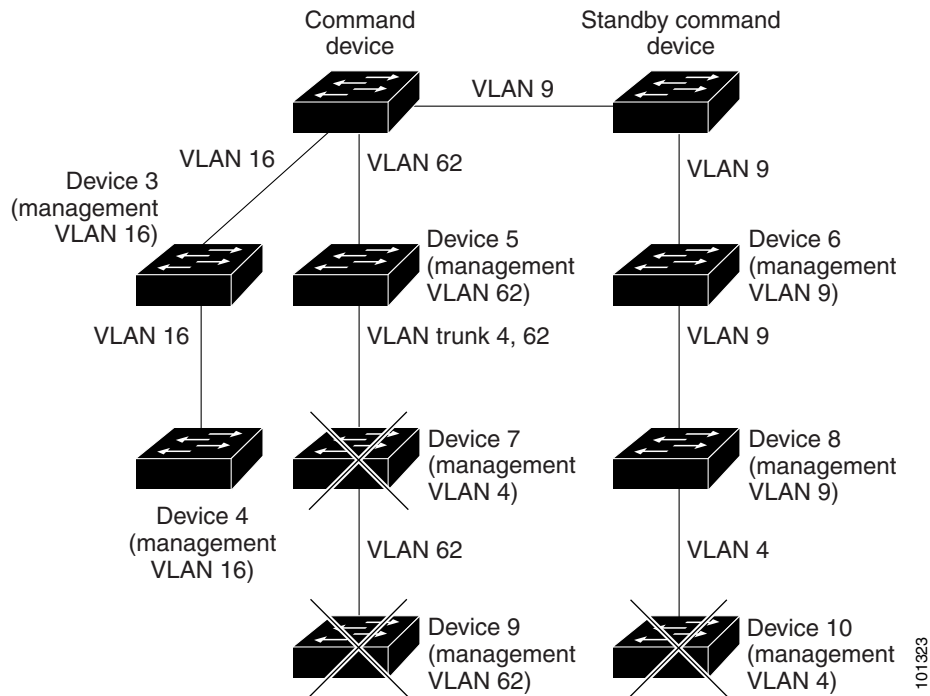 Command
device
Standby command
device
VLAN 9
VLAN 16
VLAN 62
VLAN 9
Device 3
(management
VLAN 16)
Device 5
(management
VLAN 62)
Device 6
(management
VLAN 9)
VLAN 16
VLAN trunk 4, 62
VLAN 9
Device 7
(management
VLAN 4)
Device 8
(management
VLAN 9)
Device 4
(management
VLAN 16)
VLAN 62
VLAN 4
Device 9
(management
VLAN 62)
Device 10
(management
VLAN 4)
101323